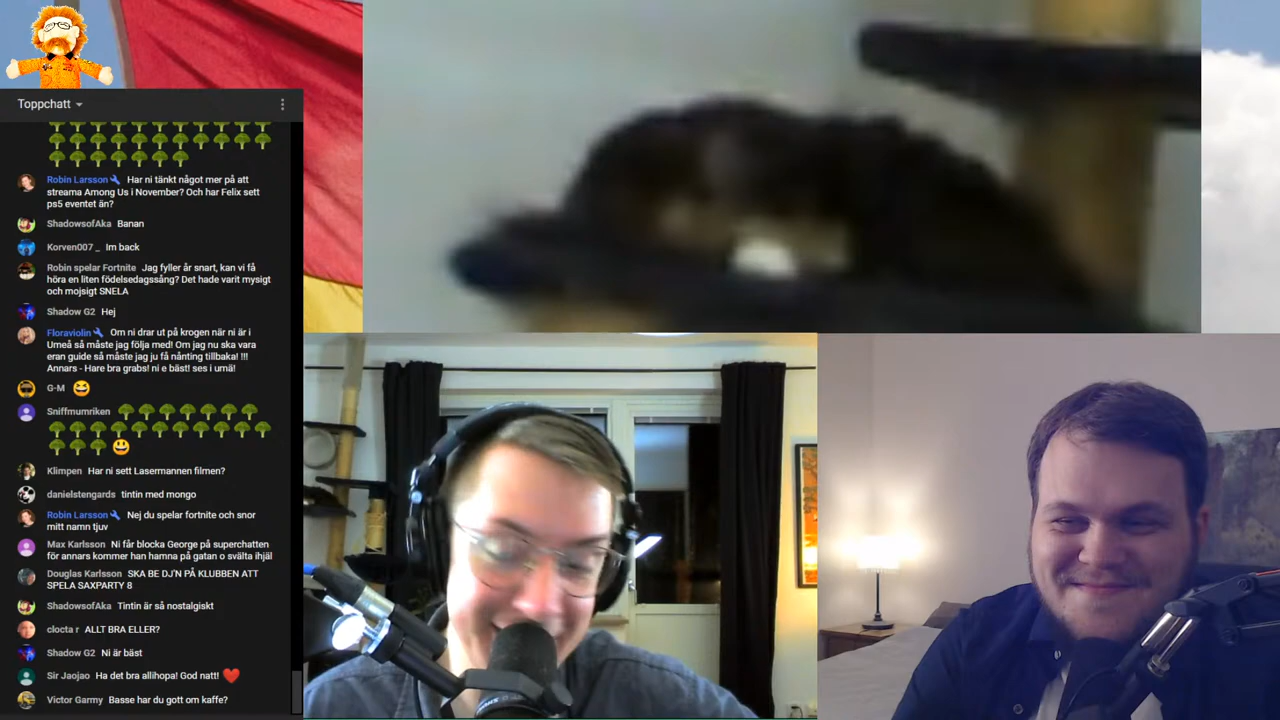 Toppchatt
Robin Larsson Har ni tänkt något mer på att
streama Among Us i November? Och har Felix sett
ps5 eventet än?
ShadowsofAka Banan
Korven007 _ Im back
Robin spelar Fortnite Jag fyller år snart, kan vi få
höra en liten födelsedagssång? Det hade varit mysigt
och mojsigt SNELA
Shadow G2 Hej
Floraviolin Om ni drar ut på krogen när ni är i
Umeå så måste jag följa med! Om jag nu ska vara
eran guide så måste jag ju få nånting tillbaka! !!!
Annars - Hare bra grabs! ni e bäst! ses i umä!
G-M 😆
Sniffmumriken 🥦🥦🥦🥦🥦🥦🥦
🥦🥦🥦🥦🥦🥦🥦🥦🥦🥦🥦
🥦🥦🥦😃
Klimpen Har ni sett Lasermannen filmen?
danielstengards tintin med mongo
Robin Larsson Nej du spelar fortnite och snor
mitt namn tjuv
Max Karlsson Ni får blocka George på superchatten
för annars kommer han hamna på gatan o svälta ihjäl
Douglas Karlsson SKA BE DJ'N PÅ KLUBBEN ATT
SPELA SAXPARTY 8
ShadowsofAka Tintin är så nostalgiskt
clocta r ALLT BRA ELLER?
Shadow G2 Ni är bäst
Sir Jaojao Ha det bra allihopa! God natt! ❤️
Victor Garmy Basse har du gott om kaffe?